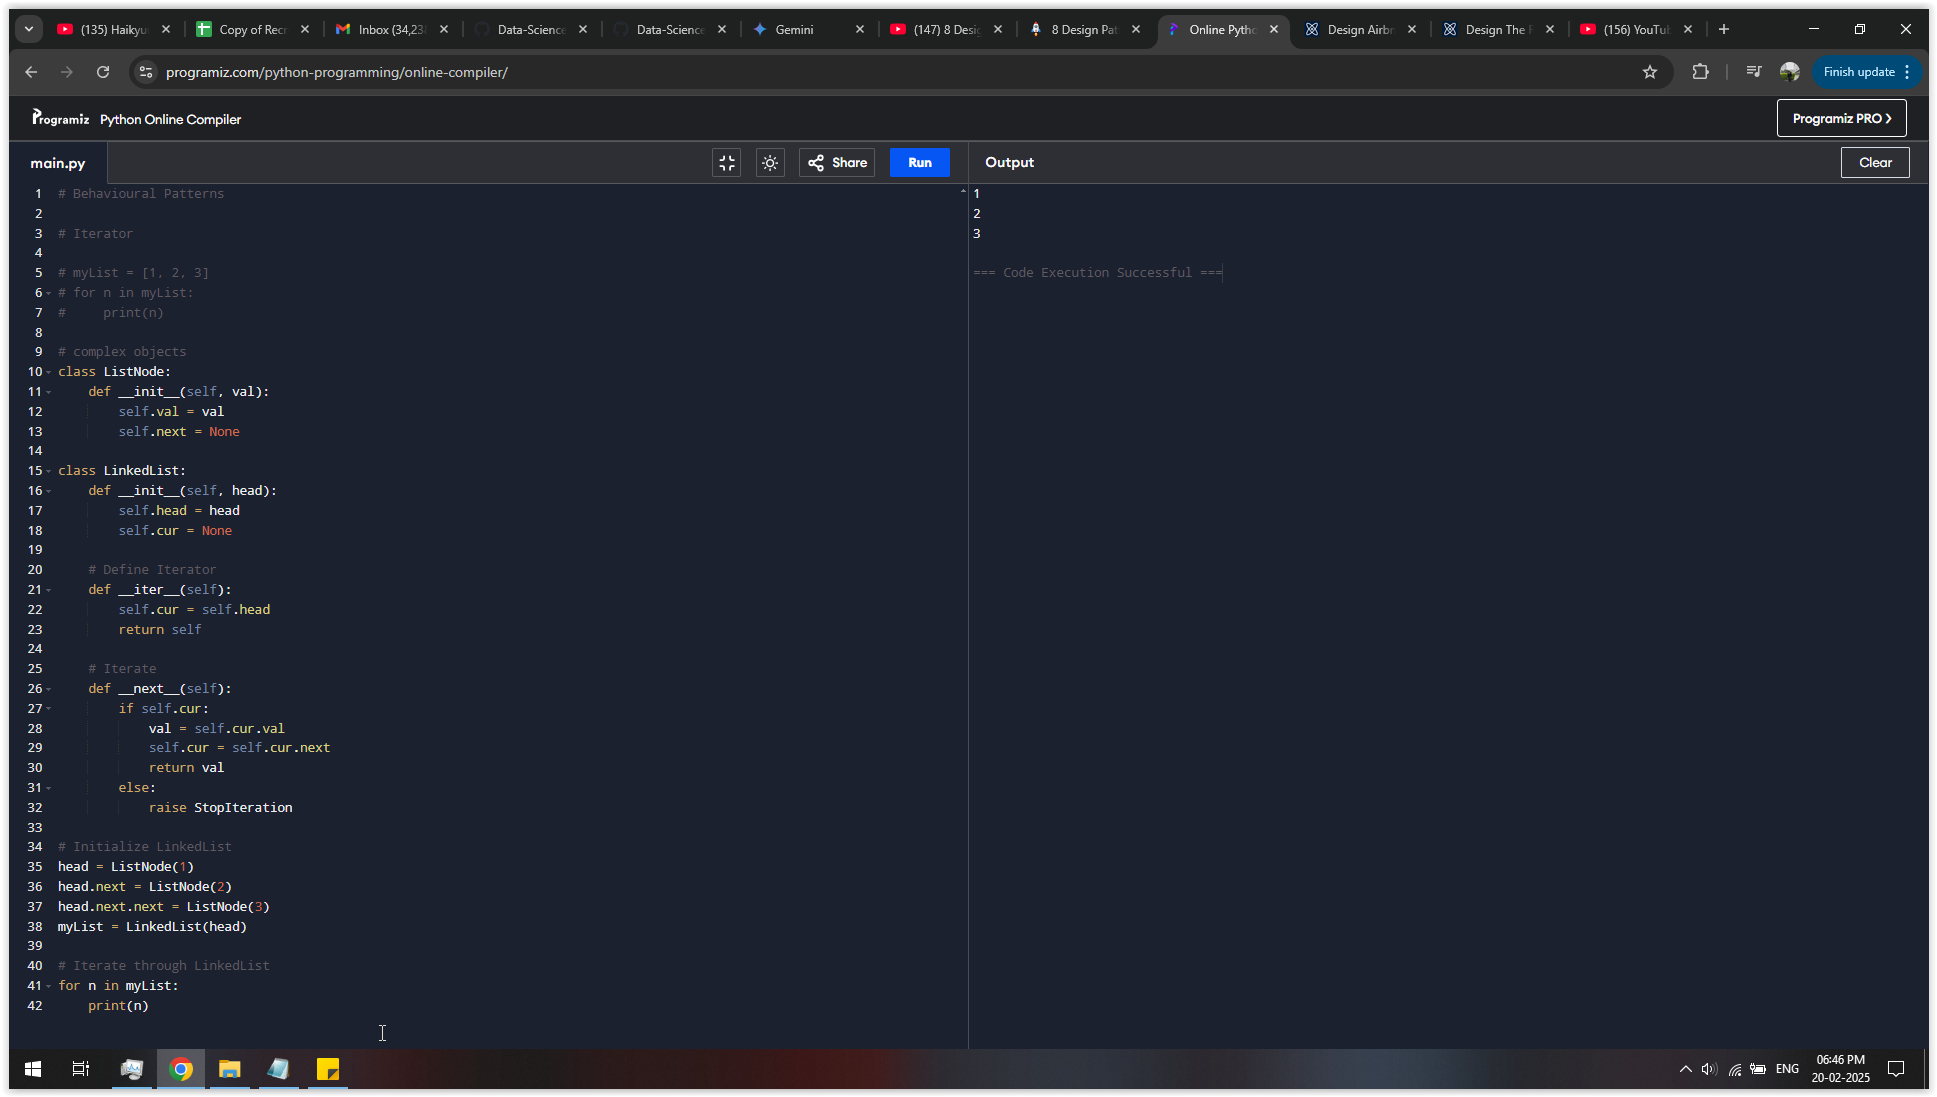 (135) Haikyu
Copy of Recr
Inbox (34,23
Data-Science
Data-Science
Gemini
(147) 8 Desig
8 Design Pat
Online Pytho
Design Airbn
Design The
(156) YouTub
programiz.com/python-programming/online-compiler/
Finish update
Programiz Python Online Compiler
Programiz PRO
main.py
Share
Run
Output
Clear
1 # Behavioural Patterns
2
3 # Iterator
4
5 # myList = [1, 2, 3]
6 # for n in myList:
7 #     print(n)
8
9 # complex objects
10 class ListNode:
11     def __init__(self, val):
12         self.val = val
13         self.next = None
14
15 class LinkedList:
16     def __init__(self, head):
17         self.head = head
18         self.cur = None
19
20     # Define Iterator
21     def __iter__(self):
22         self.cur = self.head
23         return self
24
25     # Iterate
26     def __next__(self):
27         if self.cur:
28             val = self.cur.val
29             self.cur = self.cur.next
30             return val
31         else:
32             raise StopIteration
33
34 # Initialize LinkedList
35 head = ListNode(1)
36 head.next = ListNode(2)
37 head.next.next = ListNode(3)
38 myList = LinkedList(head)
39
40 # Iterate through LinkedList
41 for n in myList:
42     print(n)
1
2
3
=== Code Execution Successful ===
ENG
06:46 PM
20-02-2025